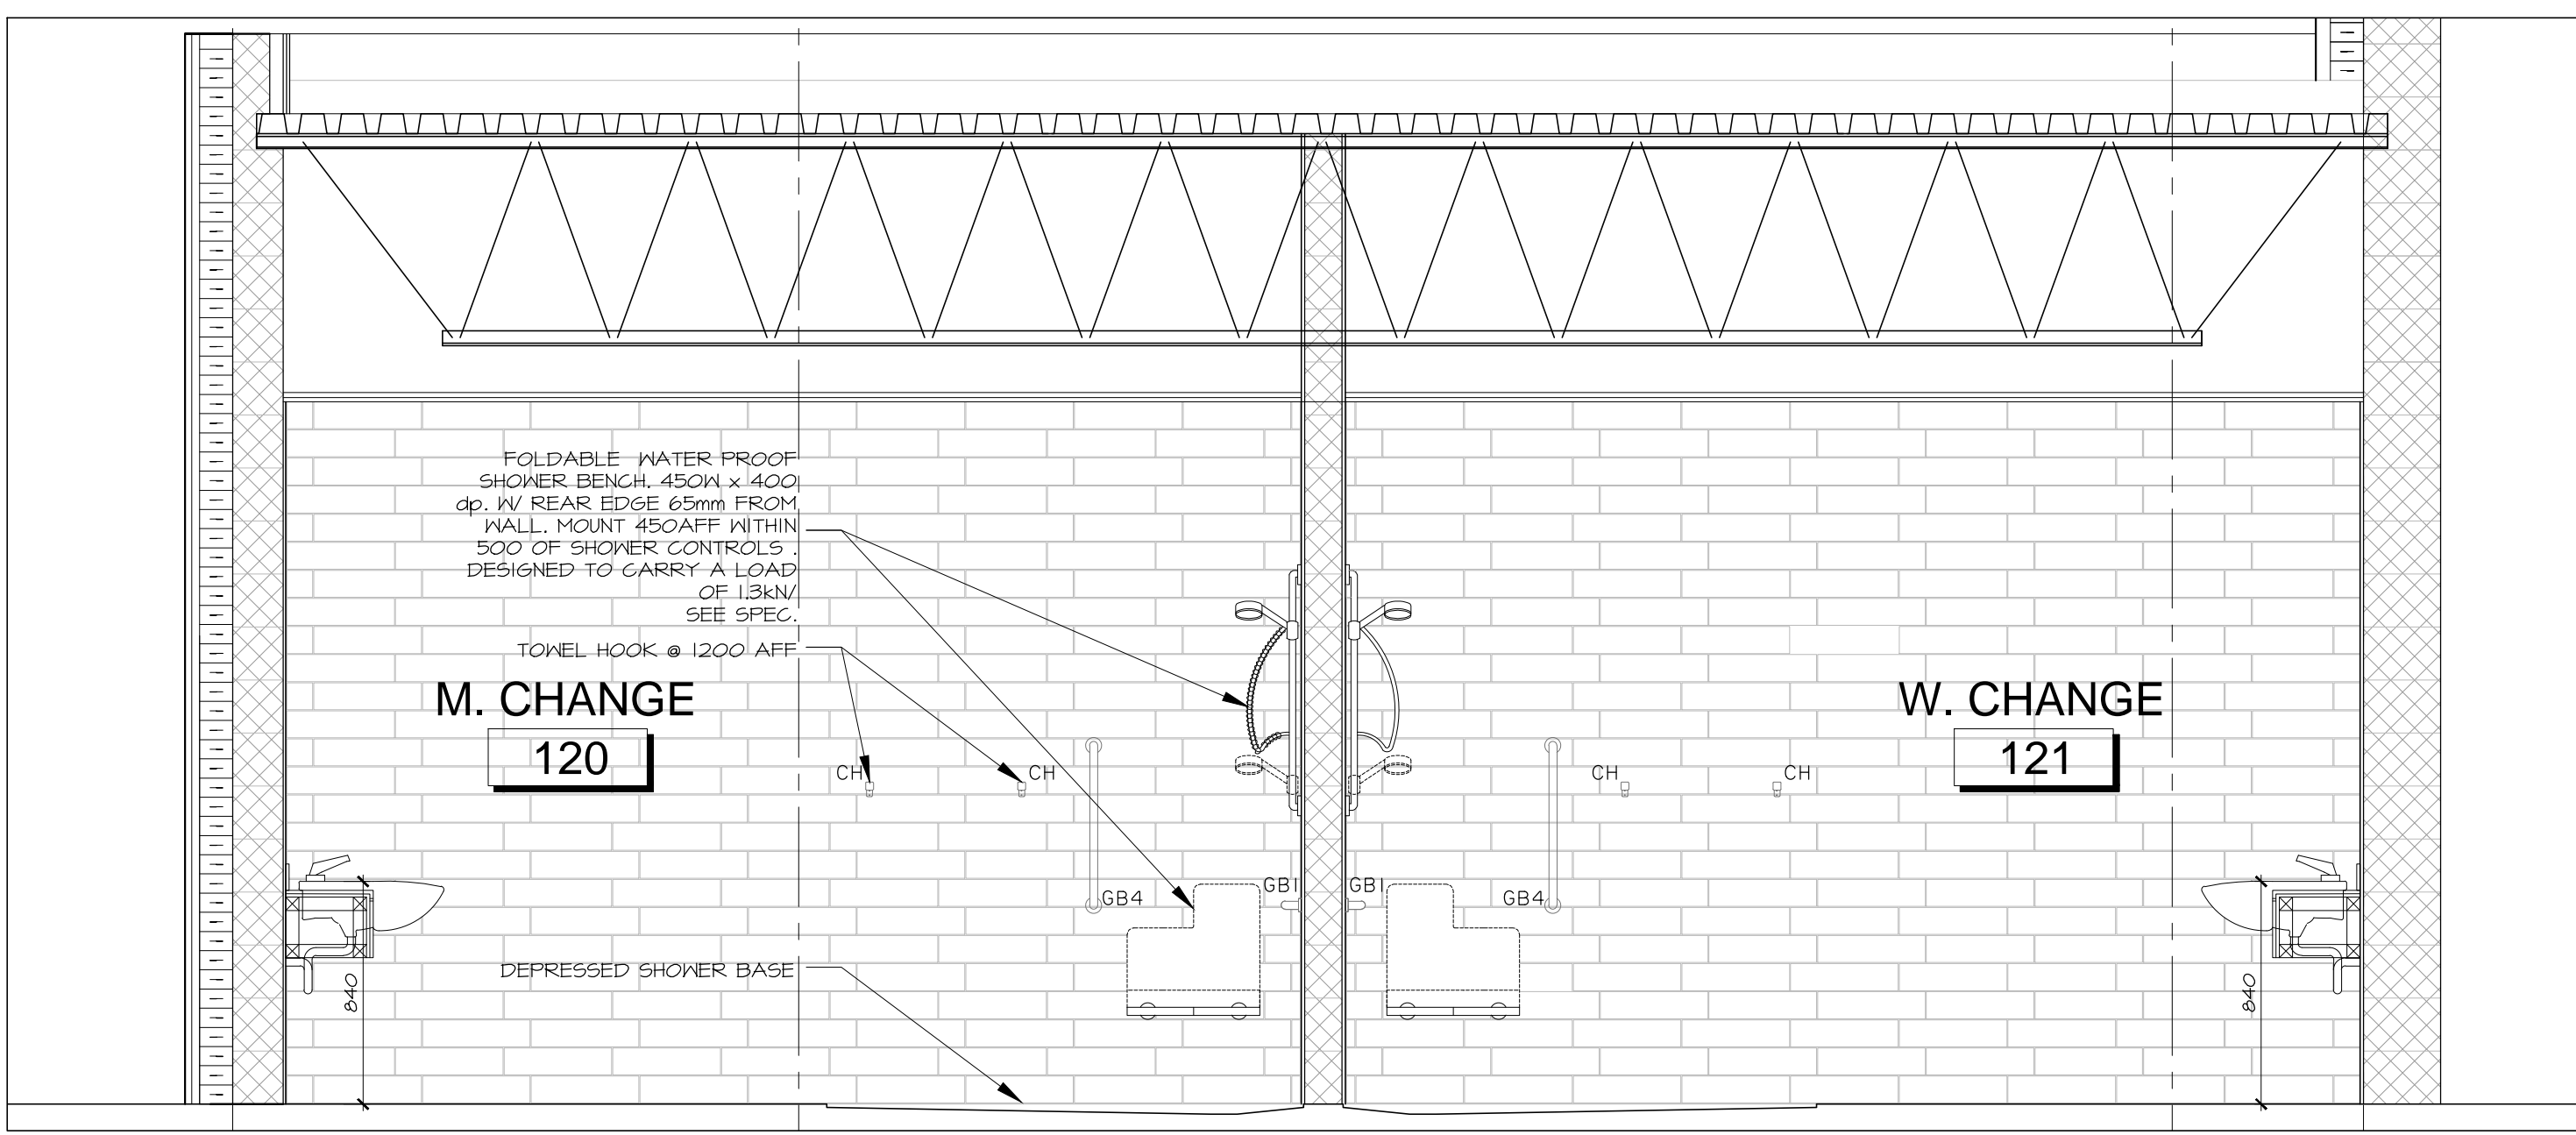 FOLDABLE WATER PROOF
SHOWER BENCH. 450W x 400
dp. W/ REAR EDGE 65mm FROM
WALL. MOUNT 450AFF WITHIN
500 OF SHOWER CONTROLS .
DESIGNED TO CARRY A LOAD
OF 1.3kN/
SEE SPEC.
TOWEL HOOK @ 1200 AFF
M. CHANGE
120
W. CHANGE
121
CH
CH
CH
CH
GB4
GB1
GB1
GB4
DEPRESSED SHOWER BASE
840
840